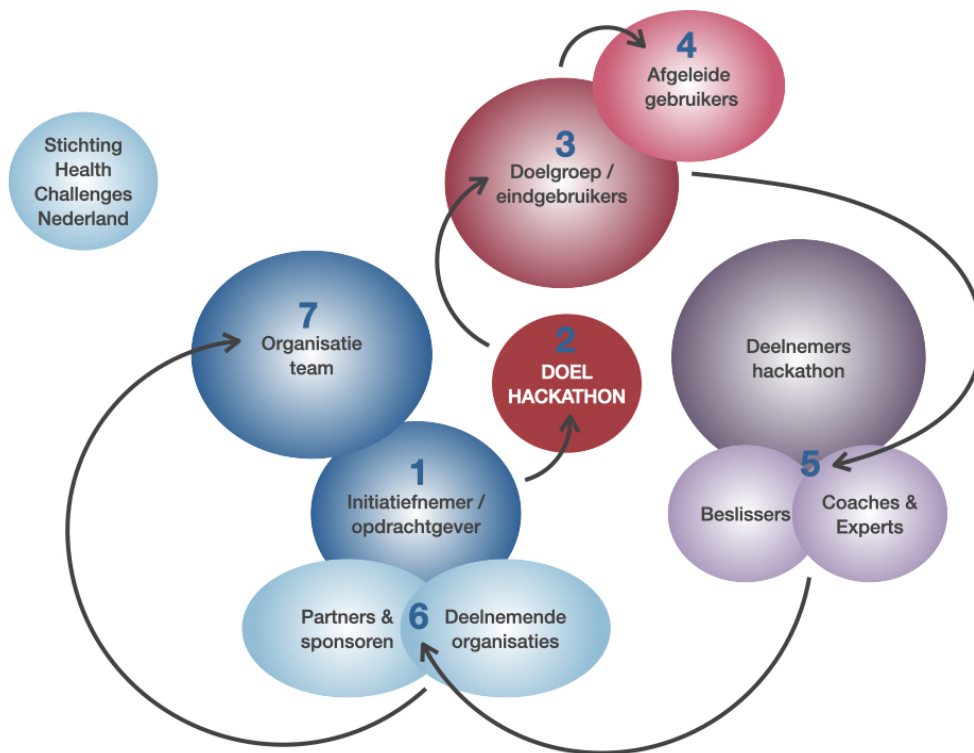 4
Afgeleide
gebruikers
3
Doelgroep /
eindgebruikers
Stichting
Health
Challenges
Nederland
7
Organisatie
team
2
DOEL
HACKATHON
Deelnemers
hackathon
1
Initiatiefnemer /
opdrachtgever
5
Beslissers
Coaches &
Experts
6
Partners &
sponsoren
Deelnemende
organisaties